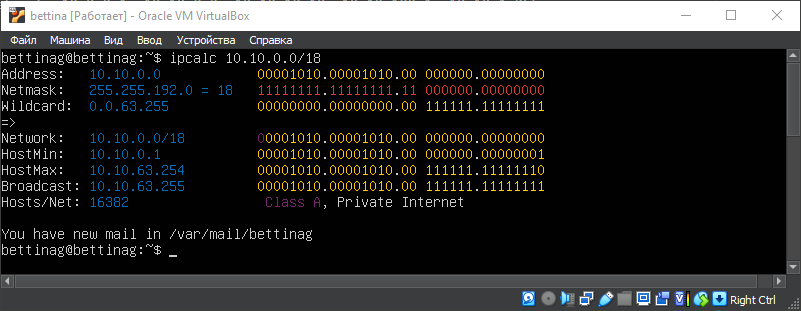 bettina [Работает] - Oracle VM VirtualBox
Файл Машина Вид Ввод Устройства Справка
bettinag@bettinag:~$ ipcalc 10.10.0.0/18
Address: 10.10.0.0 00001010.00001010.00 000000.00000000
Netmask: 255.255.192.0 = 18 11111111.11111111.11 000000.00000000
Wildcard: 0.0.63.255 00000000.00000000.00 111111.11111111
=>
Network: 10.10.0.0/18 00001010.00001010.00 000000.00000000
HostMin: 10.10.0.1 00001010.00001010.00 000000.00000001
HostMax: 10.10.63.254 00001010.00001010.00 111111.11111110
Broadcast: 10.10.63.255 00001010.00001010.00 111111.11111111
Hosts/Net: 16382 Class A, Private Internet
You have new mail in /var/mail/bettinag
bettinag@bettinag:~$ _
Right Ctrl